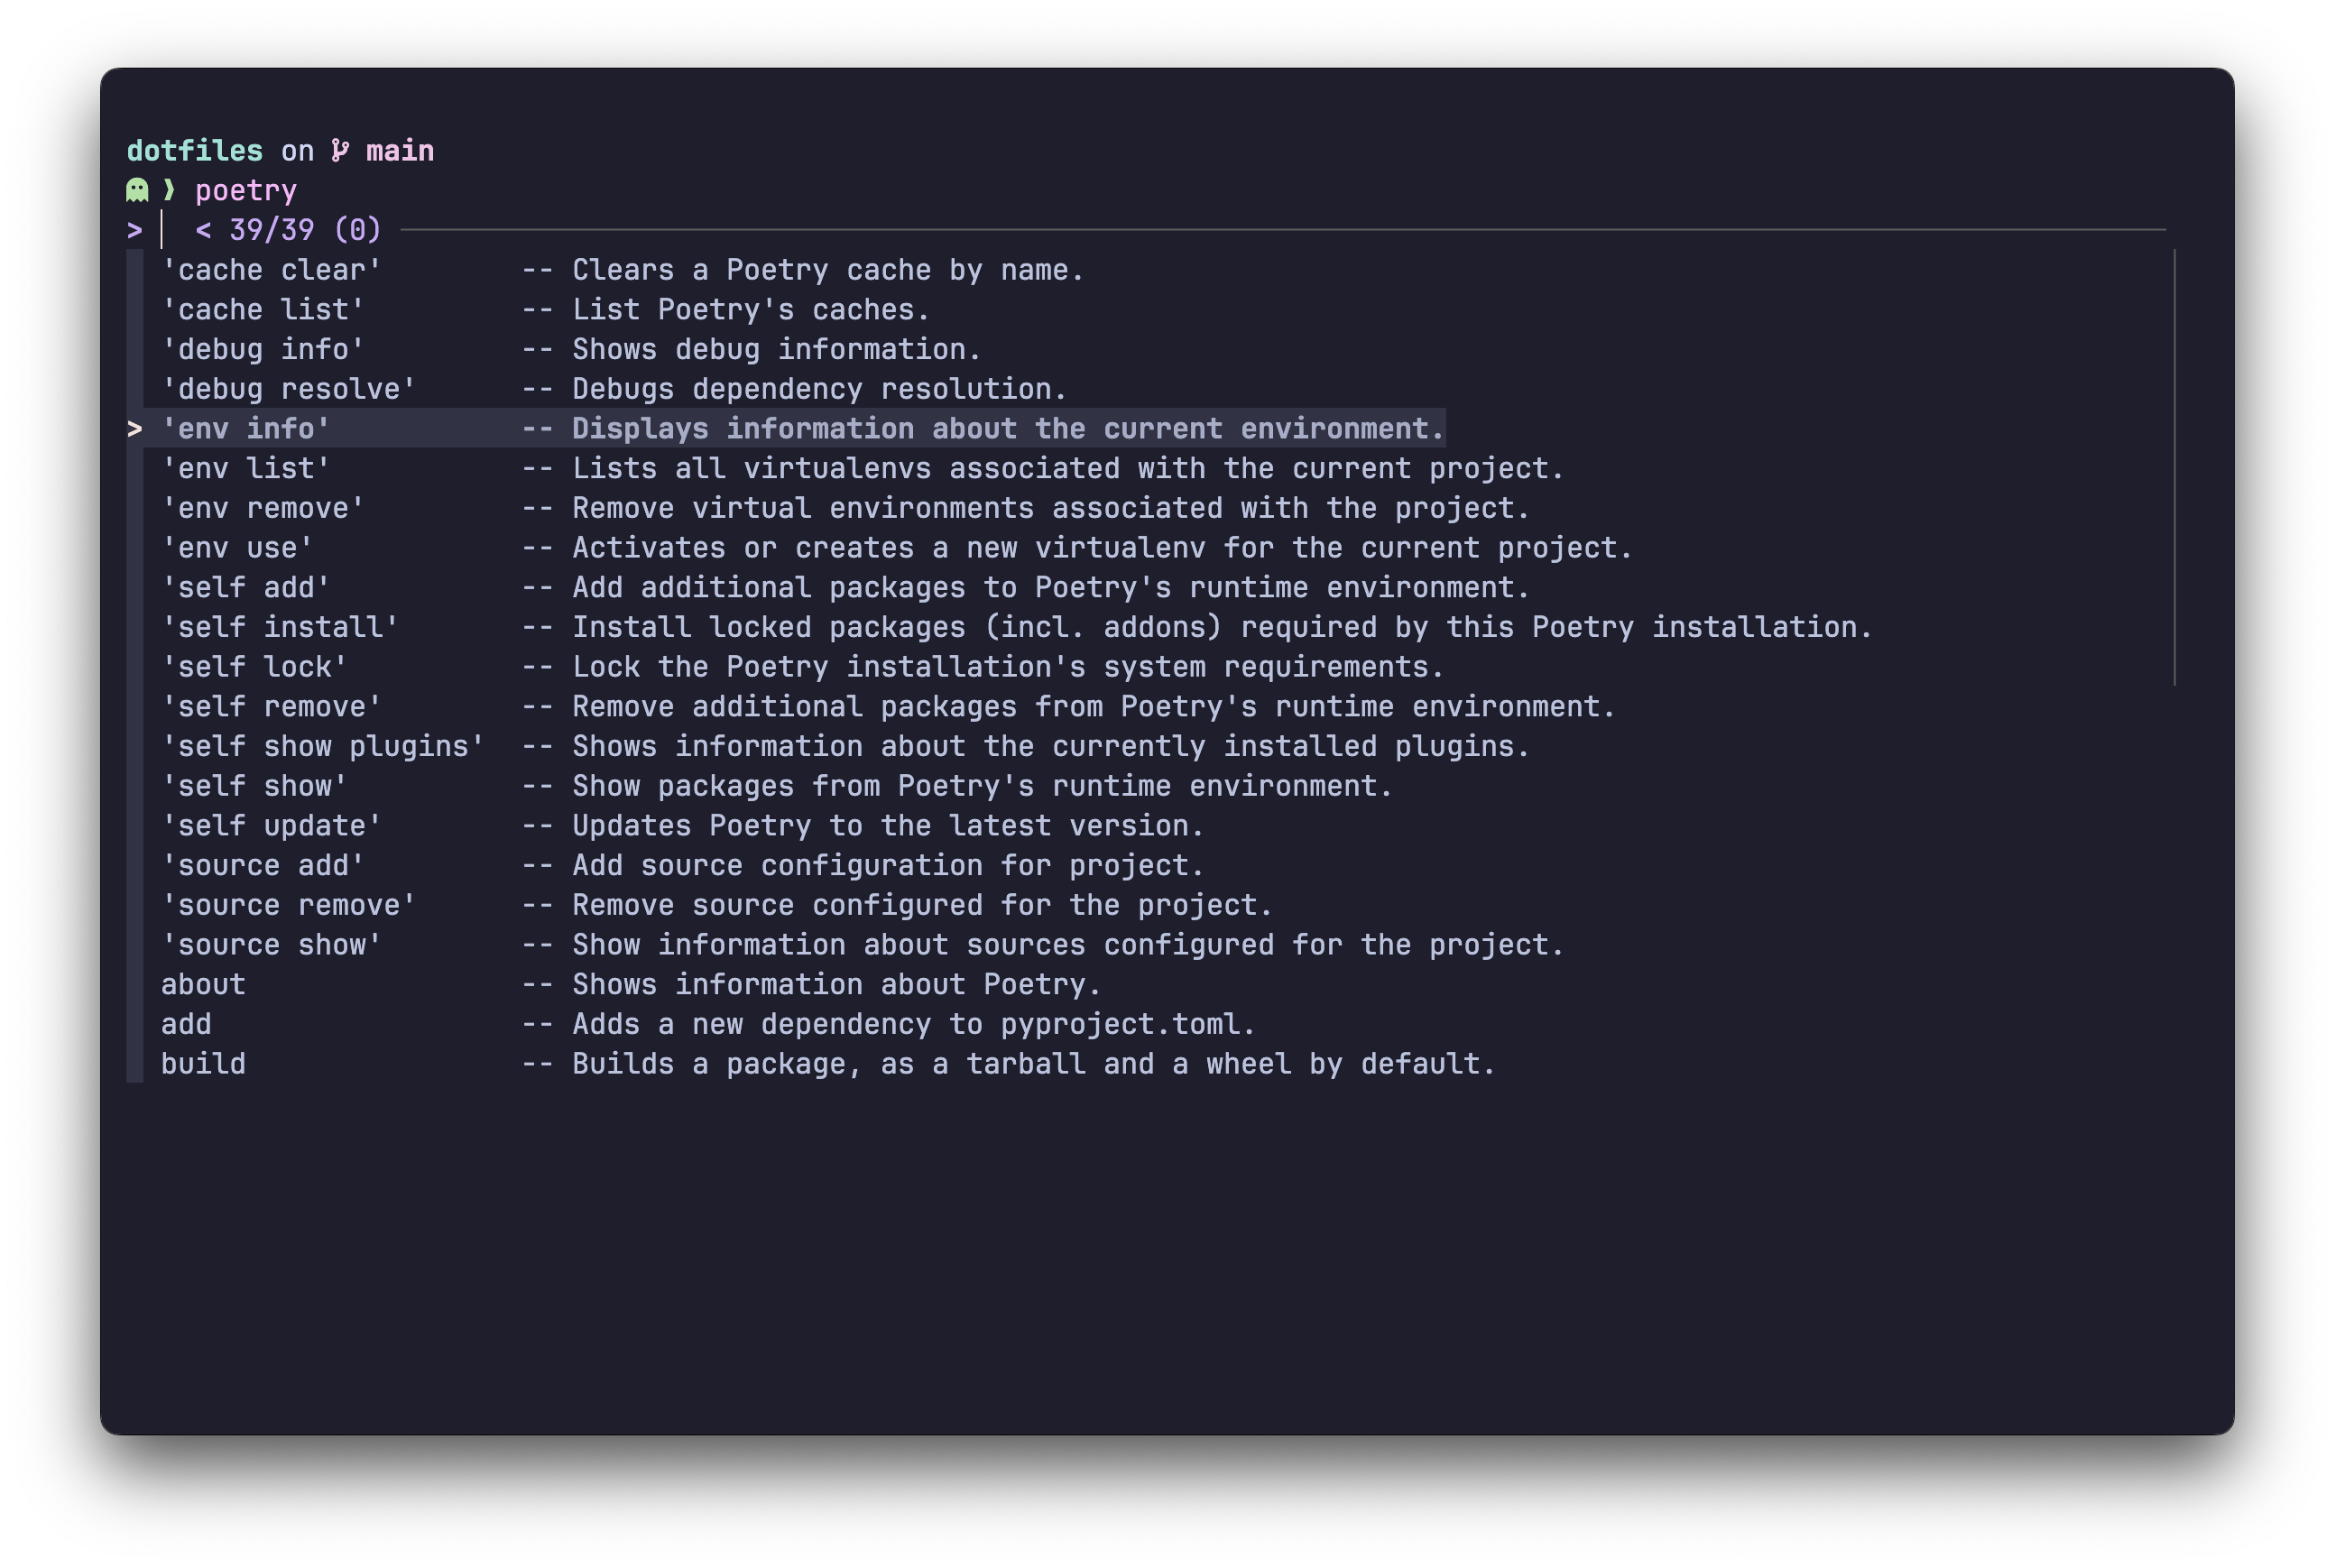 dotfiles on main
❱ poetry
> < 39/39 (0)
'cache clear' -- Clears a Poetry cache by name.
'cache list' -- List Poetry's caches.
'debug info' -- Shows debug information.
'debug resolve' -- Debugs dependency resolution.
> 'env info' -- Displays information about the current environment.
'env list' -- Lists all virtualenvs associated with the current project.
'env remove' -- Remove virtual environments associated with the project.
'env use' -- Activates or creates a new virtualenv for the current project.
'self add' -- Add additional packages to Poetry's runtime environment.
'self install' -- Install locked packages (incl. addons) required by this Poetry installation.
'self lock' -- Lock the Poetry installation's system requirements.
'self remove' -- Remove additional packages from Poetry's runtime environment.
'self show plugins' -- Shows information about the currently installed plugins.
'self show' -- Show packages from Poetry's runtime environment.
'self update' -- Updates Poetry to the latest version.
'source add' -- Add source configuration for project.
'source remove' -- Remove source configured for the project.
'source show' -- Show information about sources configured for the project.
about -- Shows information about Poetry.
add -- Adds a new dependency to pyproject.toml.
build -- Builds a package, as a tarball and a wheel by default.